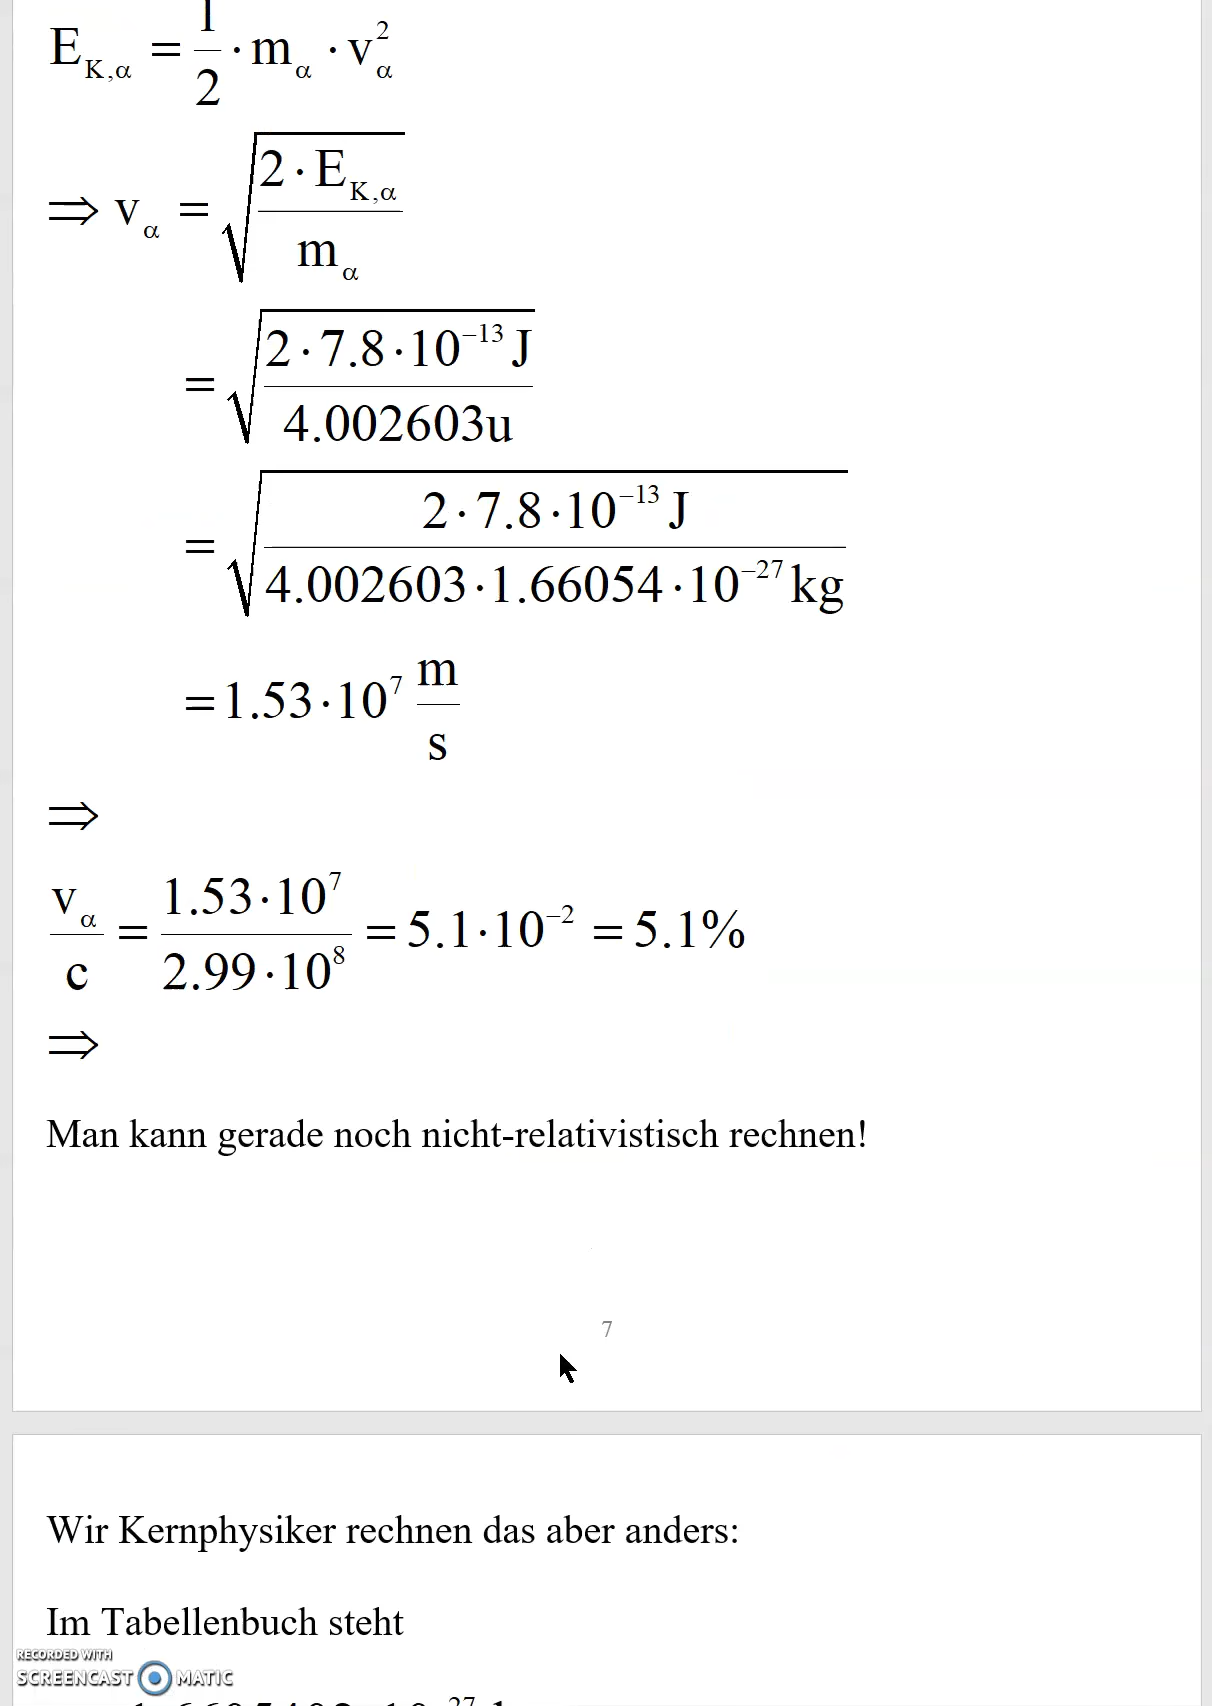 E_{K,α} = 1/2 · m_α · v_α^2
⇒ v_α = √(2 · E_{K,α} / m_α)
= √(2 · 7.8 · 10^{−13} J / 4.002603u)
= √(2 · 7.8 · 10^{−13} J / 4.002603 · 1.66054 · 10^{−27} kg)
= 1.53 · 10^7 m/s
⇒
v_α/c = 1.53 · 10^7 / 2.99 · 10^8 = 5.1 · 10^{−2} = 5.1%
⇒
Man kann gerade noch nicht-relativistisch rechnen!
7
Wir Kernphysiker rechnen das aber anders:
Im Tabellenbuch steht
RECORDED WITH
SCREENCAST MATIC